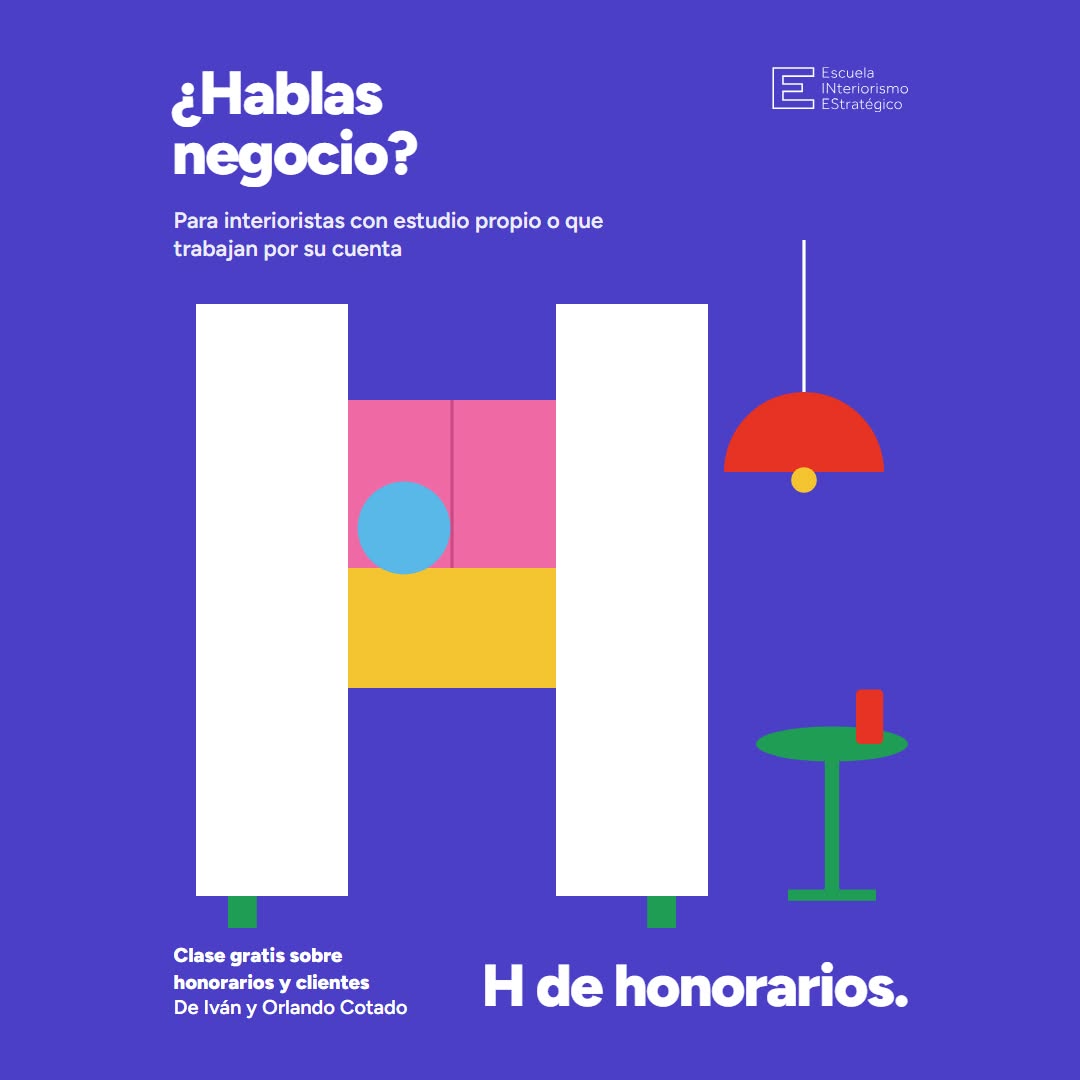 ¿Hablas
negocio?
Escuela
INteriorismo
EStratégico
Para interioristas con estudio propio o que
trabajan por su cuenta
Clase gratis sobre
honorarios y clientes
De Iván y Orlando Cotado
H de honorarios.